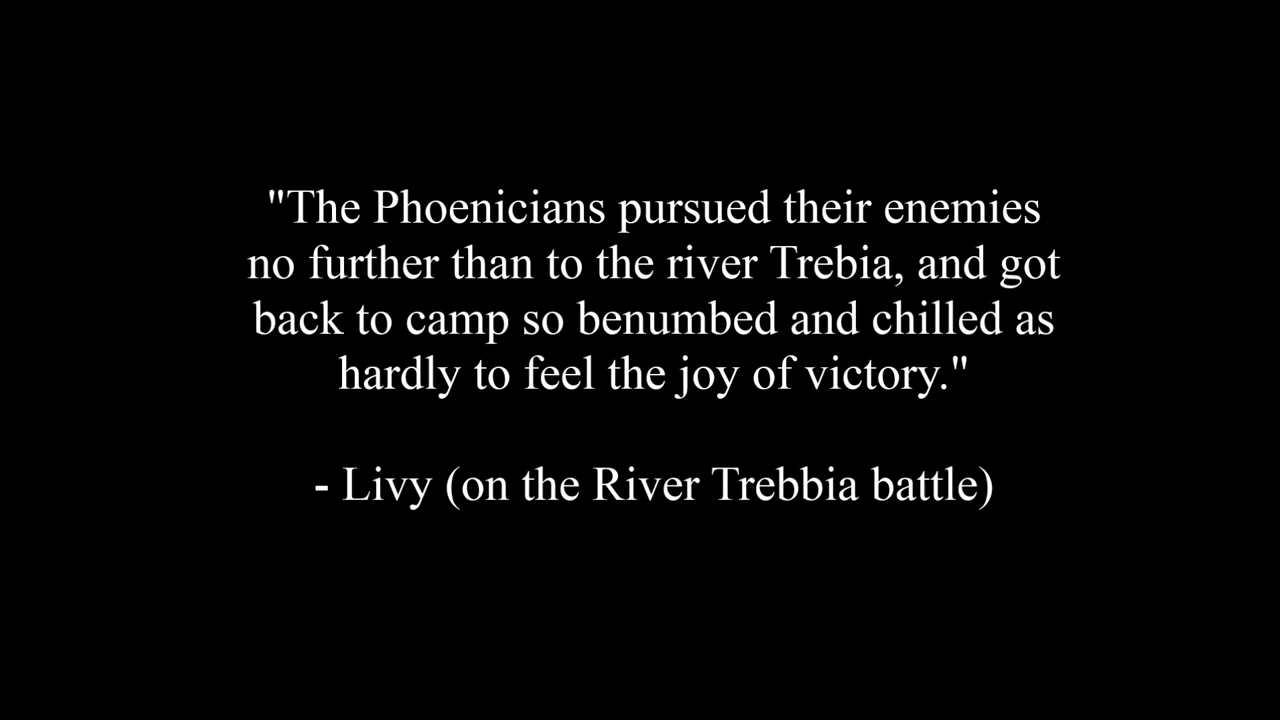 "The Phoenicians pursued their enemies
no further than to the river Trebia, and got
back to camp so benumbed and chilled as
hardly to feel the joy of victory."
- Livy (on the River Trebbia battle)